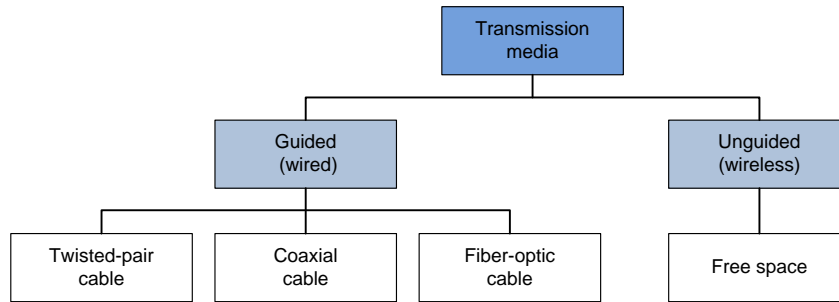 Transmission
media
Guided
(wired)
Unguided
(wireless)
Twisted-pair
cable
Coaxial
cable
Fiber-optic
cable
Free space